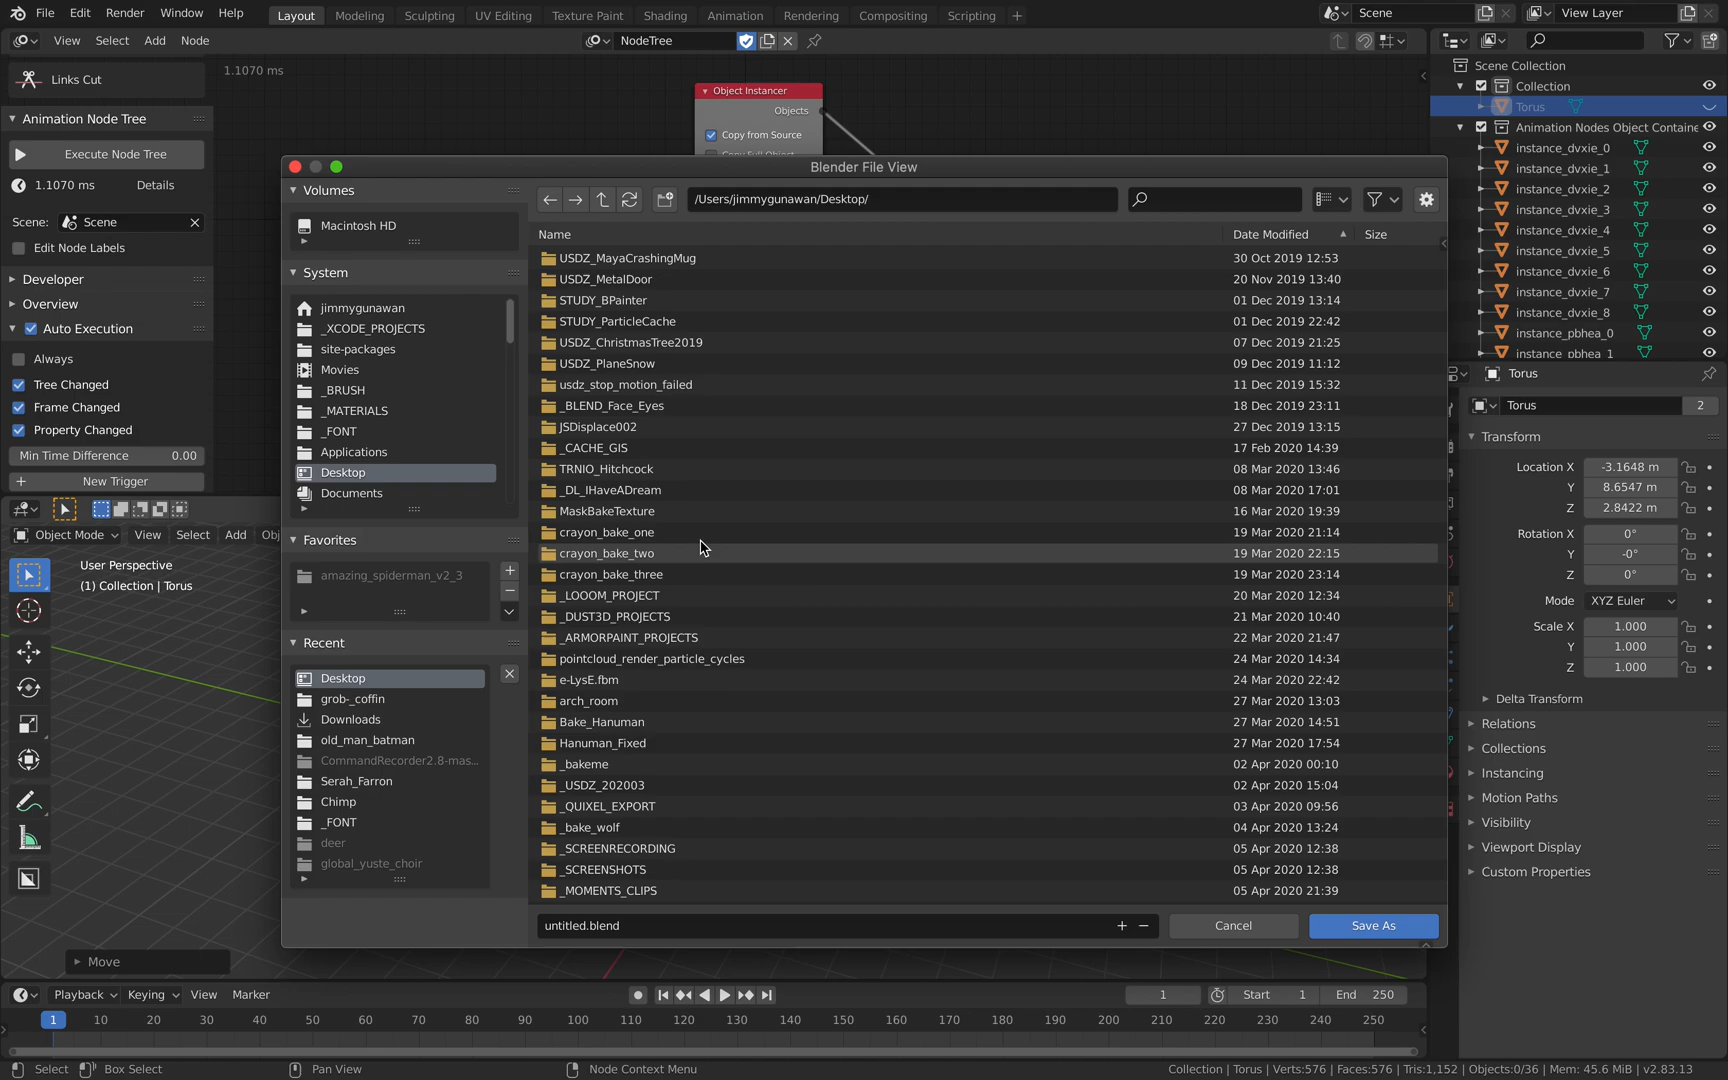 File Edit Render Window Help Layout Modeling Sculpting UV Editing Texture Paint Shading Animation Rendering Compositing Scripting + Scene View Layer
View Select Add Node NodeTree
Links Cut
1.1070 ms
Animation Node Tree
Execute Node Tree
1.1070 ms Details
Scene: Scene
Edit Node Labels
Developer
Overview
Auto Execution
Always
Tree Changed
Frame Changed
Property Changed
Min Time Difference 0.00
New Trigger
Object Instancer
Objects
Copy from Source
Blender File View
Volumes
Macintosh HD
System
jimmygunawan
_XCODE_PROJECTS
site-packages
Movies
_BRUSH
_MATERIALS
_FONT
Applications
Desktop
Documents
Favorites
amazing_spiderman_v2_3
Recent
Desktop
grob-_coffin
Downloads
old_man_batman
CommandRecorder2.8-mas...
Serah_Farron
Chimp
_FONT
deer
global_yuste_choir
/Users/jimmygunawan/Desktop/
Name Date Modified Size
USDZ_MayaCrashingMug 30 Oct 2019 12:53
USDZ_MetalDoor 20 Nov 2019 13:40
STUDY_BPainter 01 Dec 2019 13:14
STUDY_ParticleCache 01 Dec 2019 22:42
USDZ_ChristmasTree2019 07 Dec 2019 21:25
USDZ_PlaneSnow 09 Dec 2019 11:12
usdz_stop_motion_failed 11 Dec 2019 15:32
_BLEND_Face_Eyes 18 Dec 2019 23:11
JSDisplace002 27 Dec 2019 13:15
_CACHE_GIS 17 Feb 2020 14:39
TRNIO_Hitchcock 08 Mar 2020 13:46
_DL_IHaveADream 08 Mar 2020 17:01
MaskBakeTexture 16 Mar 2020 19:39
crayon_bake_one 19 Mar 2020 21:14
crayon_bake_two 19 Mar 2020 22:15
crayon_bake_three 19 Mar 2020 23:14
_LOOOM_PROJECT 20 Mar 2020 12:34
_DUST3D_PROJECTS 21 Mar 2020 10:40
_ARMORPAINT_PROJECTS 22 Mar 2020 21:47
pointcloud_render_particle_cycles 24 Mar 2020 14:34
e-LysE.fbm 24 Mar 2020 22:42
arch_room 27 Mar 2020 13:03
Bake_Hanuman 27 Mar 2020 14:51
Hanuman_Fixed 27 Mar 2020 17:54
_bakeme 02 Apr 2020 00:10
_USDZ_202003 02 Apr 2020 15:04
_QUIXEL_EXPORT 03 Apr 2020 09:56
_bake_wolf 04 Apr 2020 13:24
_SCREENRECORDING 05 Apr 2020 12:38
_SCREENSHOTS 05 Apr 2020 12:38
_MOMENTS_CLIPS 05 Apr 2020 21:39
untitled.blend + − Cancel Save As
Scene Collection
Collection
Torus
Animation Nodes Object Containe
instance_dvxie_0
instance_dvxie_1
instance_dvxie_2
instance_dvxie_3
instance_dvxie_4
instance_dvxie_5
instance_dvxie_6
instance_dvxie_7
instance_dvxie_8
instance_pbhea_0
instance_pbhea_1
Torus
Torus 2
Transform
Location X -3.1648 m
Y 8.6547 m
Z 2.8422 m
Rotation X 0°
Y -0°
Z 0°
Mode XYZ Euler
Scale X 1.000
Y 1.000
Z 1.000
Delta Transform
Relations
Collections
Instancing
Motion Paths
Visibility
Viewport Display
Custom Properties
Object Mode View Select Add Obj
User Perspective
(1) Collection | Torus
Move
Playback Keying View Marker 1 Start 1 End 250
1 10 20 30 40 50 60 70 80 90 100 110 120 130 140 150 160 170 180 190 200 210 220 230 240 250
Select Box Select Pan View Node Context Menu Collection | Torus | Verts:576 | Faces:576 | Tris:1,152 | Objects:0/36 | Mem: 45.6 MiB | v2.83.13